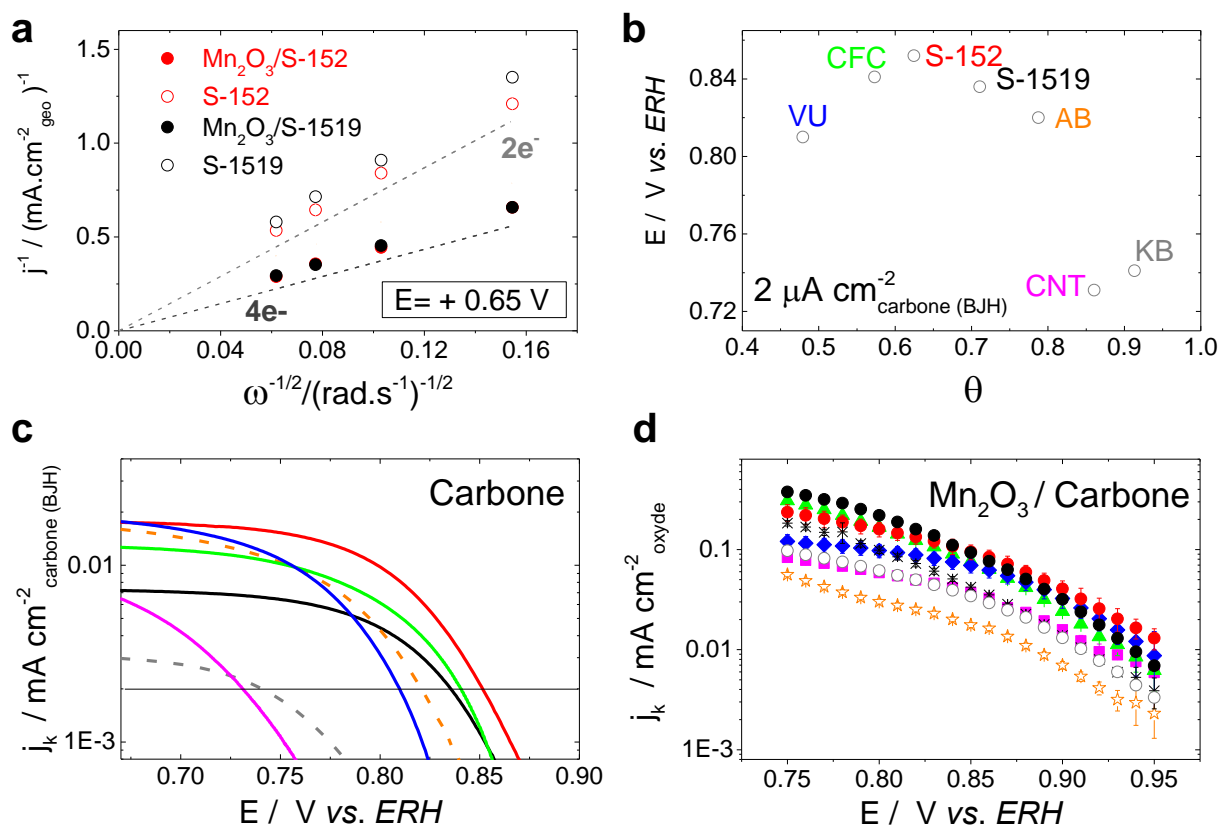 a
j⁻¹ / (mA.cm⁻²geo)⁻¹
1.5
1.0
0.5
0.0
Mn₂O₃/S-152
S-152
Mn₂O₃/S-1519
S-1519
2e⁻
4e-
E= + 0.65 V
0.00 0.04 0.08 0.12 0.16
ω⁻¹/²/(rad.s⁻¹)⁻¹/²
b
E / V vs. ERH
0.84
0.80
0.76
0.72
CFC
S-152
S-1519
VU
AB
KB
CNT
2 μA cm⁻²carbone (BJH)
0.4 0.5 0.6 0.7 0.8 0.9 1.0
θ
c
j_k / mA cm⁻²carbone (BJH)
Carbone
0.01
1E-3
0.70 0.75 0.80 0.85 0.90
E / V vs. ERH
d
j_k / mA cm⁻²oxyde
Mn₂O₃ / Carbone
1
0.1
0.01
1E-3
0.75 0.80 0.85 0.90 0.95
E / V vs. ERH